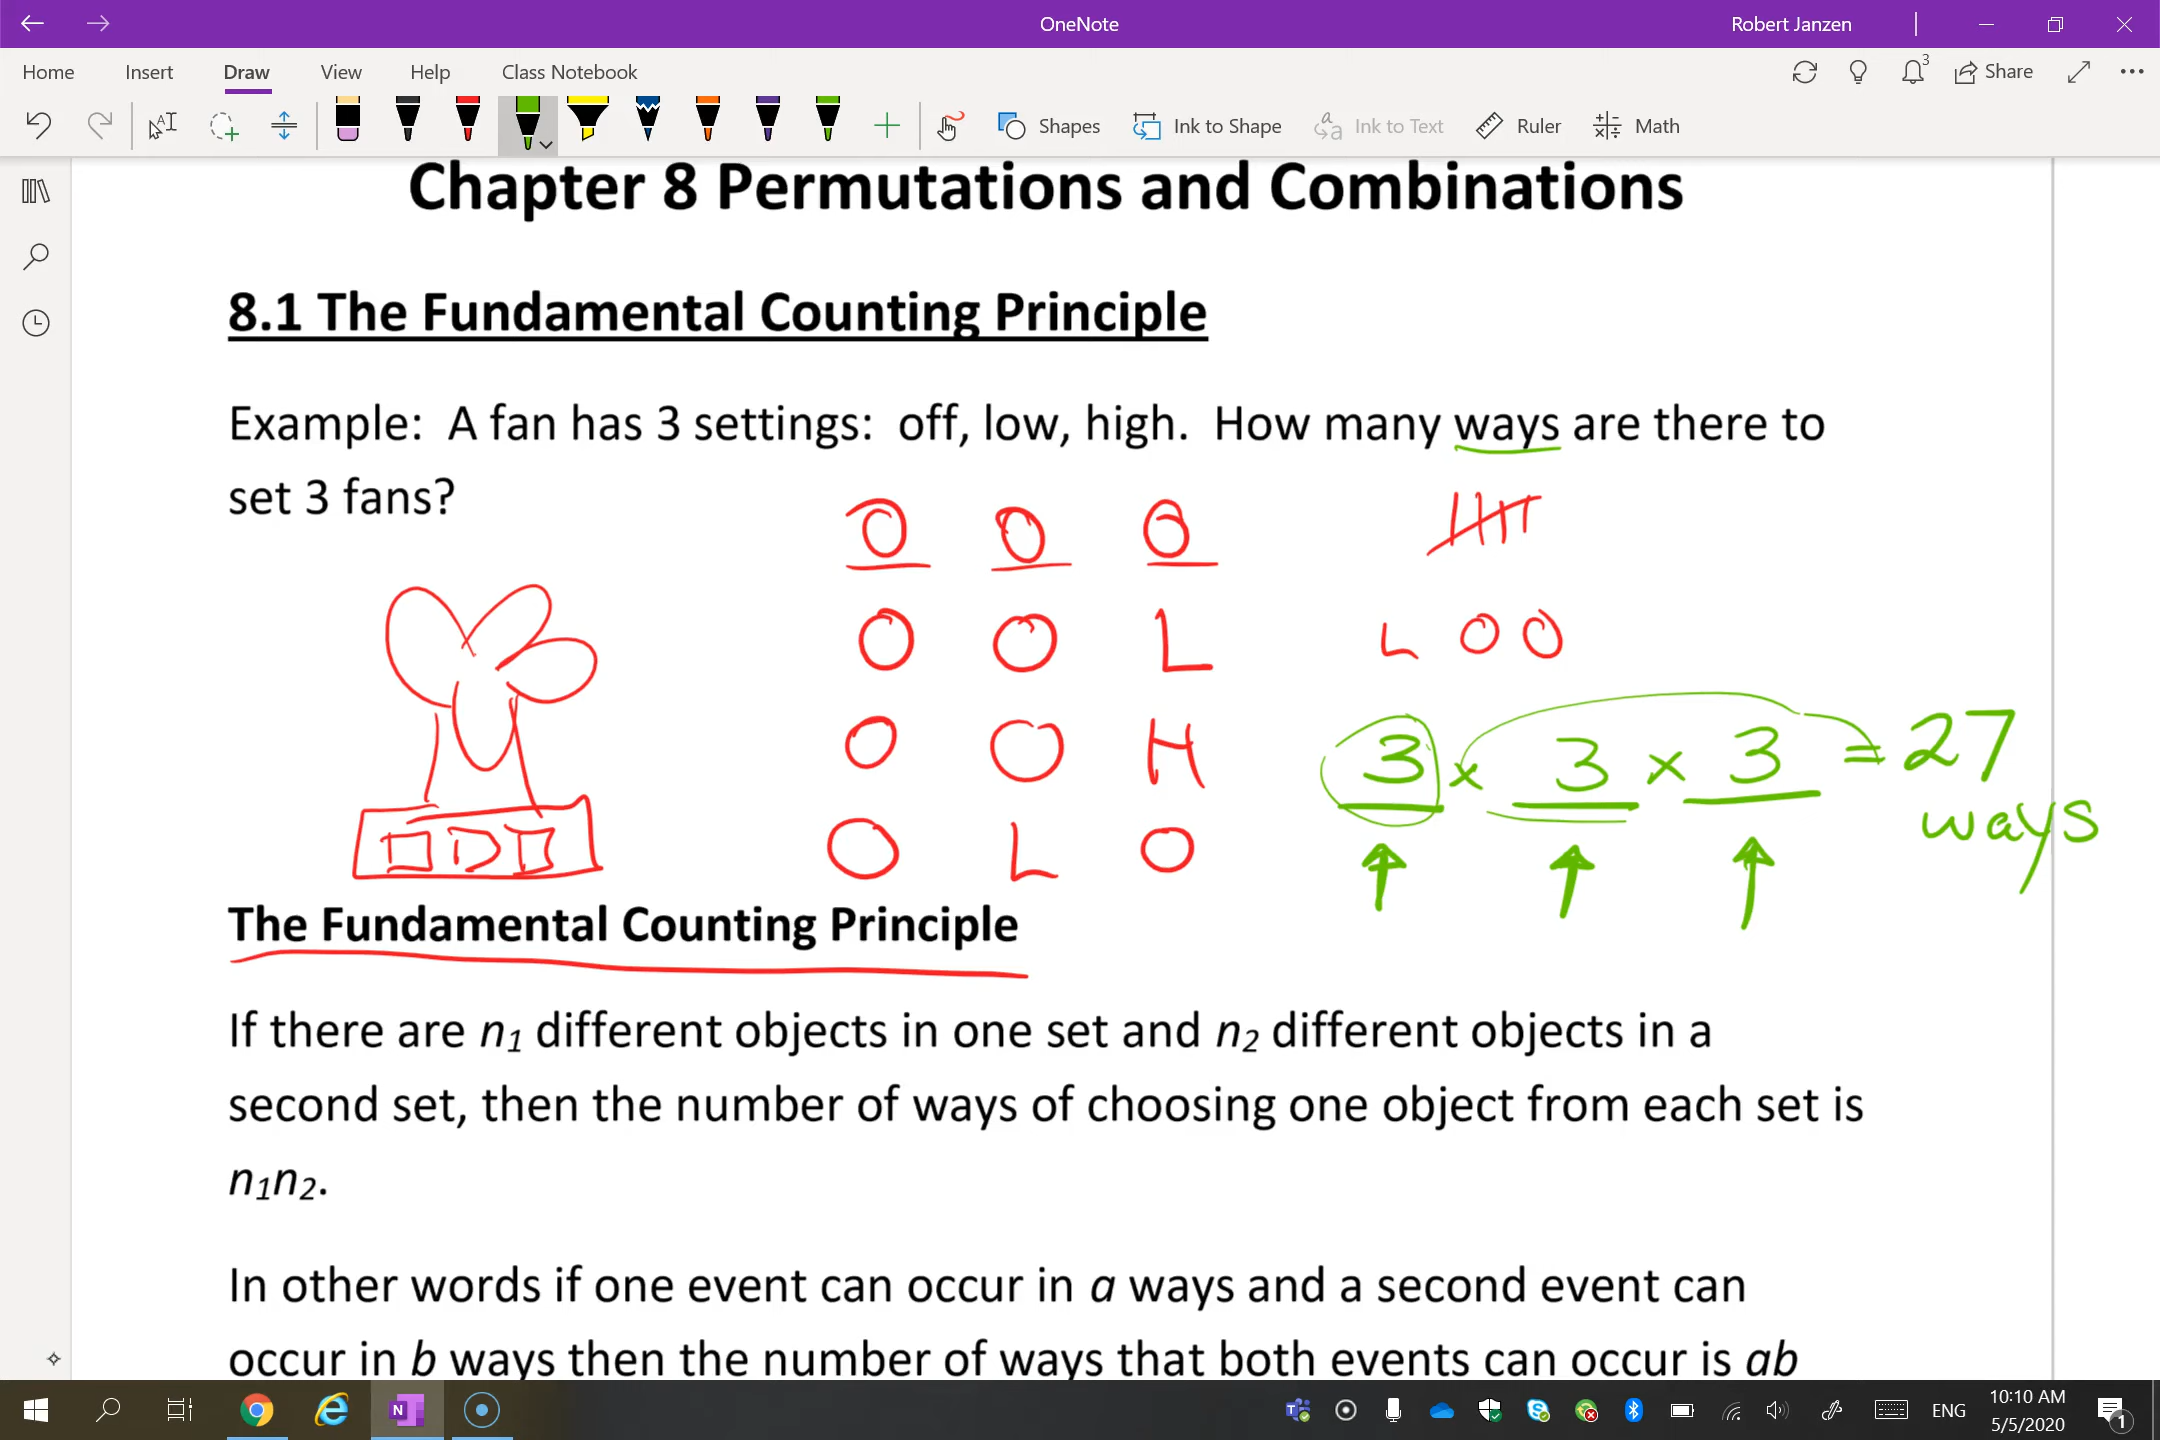 OneNote
Robert Janzen
Home Insert Draw View Help Class Notebook
3
Share
Shapes Ink to Shape Ink to Text Ruler Math
Chapter 8 Permutations and Combinations
8.1 The Fundamental Counting Principle
Example: A fan has 3 settings: off, low, high. How many ways are there to
set 3 fans?
O O O
O O L
L O O
O O H
3 × 3 × 3 = 27
ways
O L O
The Fundamental Counting Principle
If there are n₁ different objects in one set and n₂ different objects in a
second set, then the number of ways of choosing one object from each set is
n₁n₂.
In other words if one event can occur in a ways and a second event can
occur in b ways then the number of ways that both events can occur is ab
ENG
10:10 AM
5/5/2020
1